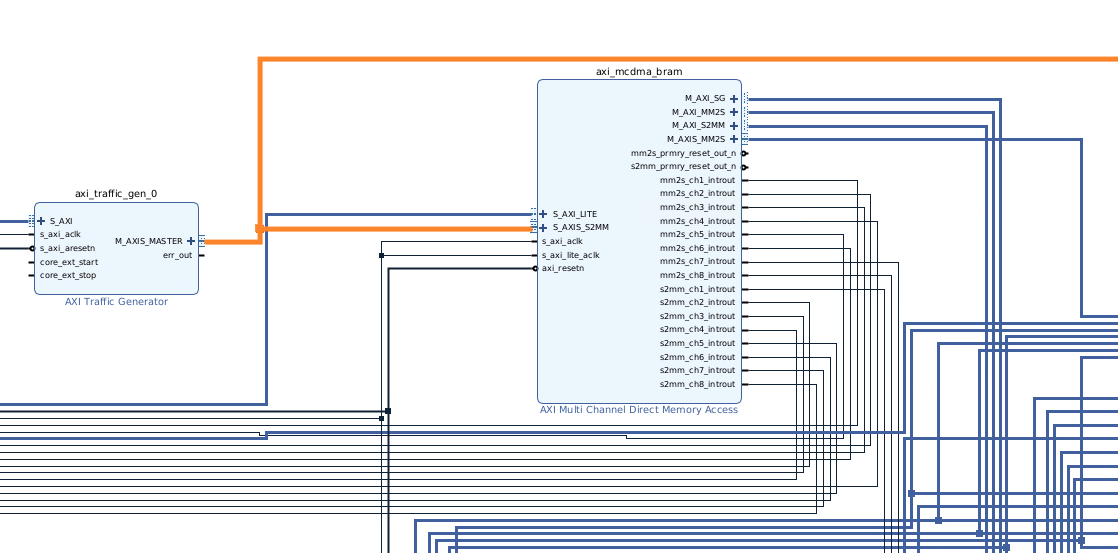 axi_traffic_gen_0
S_AXI
s_axi_aclk
s_axi_aresetn
core_ext_start
core_ext_stop
M_AXIS_MASTER
err_out
AXI Traffic Generator
axi_mcdma_bram
S_AXI_LITE
S_AXIS_S2MM
s_axi_aclk
s_axi_lite_aclk
axi_resetn
M_AXI_SG
M_AXI_MM2S
M_AXI_S2MM
M_AXIS_MM2S
mm2s_prmry_reset_out_n
s2mm_prmry_reset_out_n
mm2s_ch1_introut
mm2s_ch2_introut
mm2s_ch3_introut
mm2s_ch4_introut
mm2s_ch5_introut
mm2s_ch6_introut
mm2s_ch7_introut
mm2s_ch8_introut
s2mm_ch1_introut
s2mm_ch2_introut
s2mm_ch3_introut
s2mm_ch4_introut
s2mm_ch5_introut
s2mm_ch6_introut
s2mm_ch7_introut
s2mm_ch8_introut
AXI Multi Channel Direct Memory Access